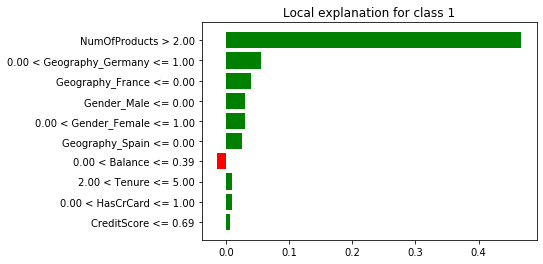 Local explanation for class 1
NumOfProducts > 2.00
0.00 < Geography_Germany <= 1.00
Geography_France <= 0.00
Gender_Male <= 0.00
0.00 < Gender_Female <= 1.00
Geography_Spain <= 0.00
0.00 < Balance <= 0.39
2.00 < Tenure <= 5.00
0.00 < HasCrCard <= 1.00
CreditScore <= 0.69
0.0 0.1 0.2 0.3 0.4